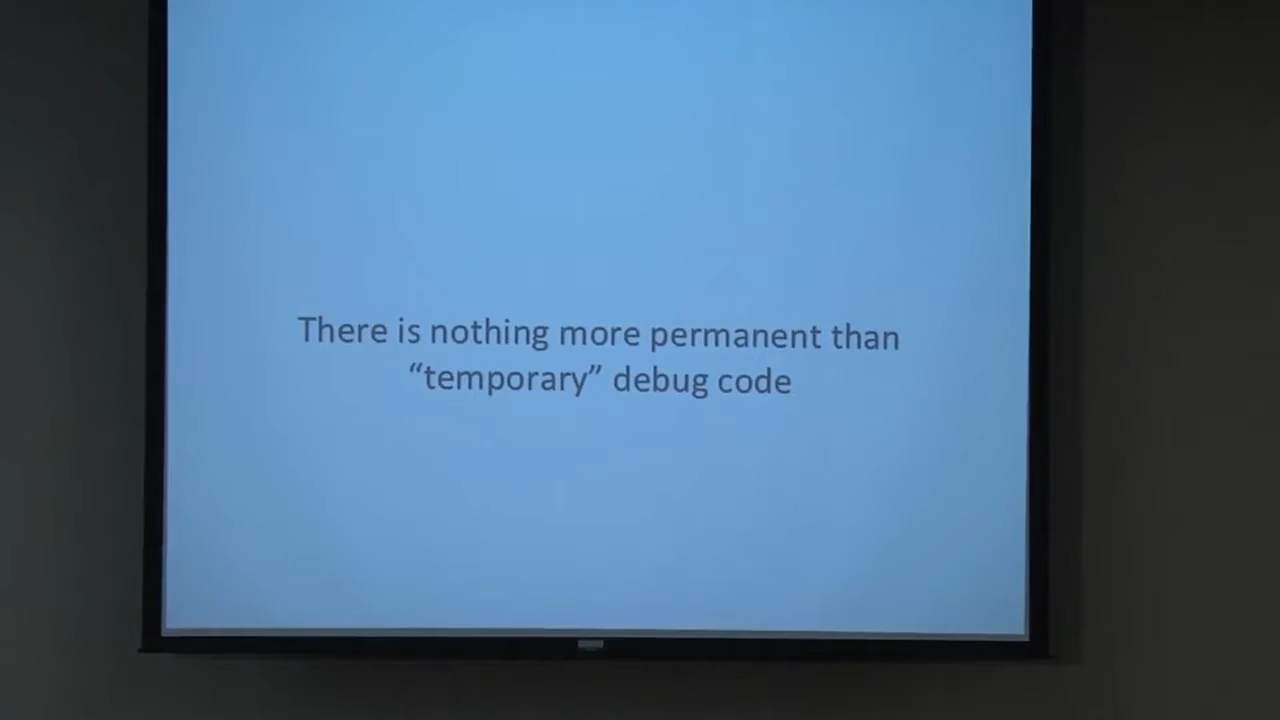 There is nothing more permanent than
“temporary” debug code